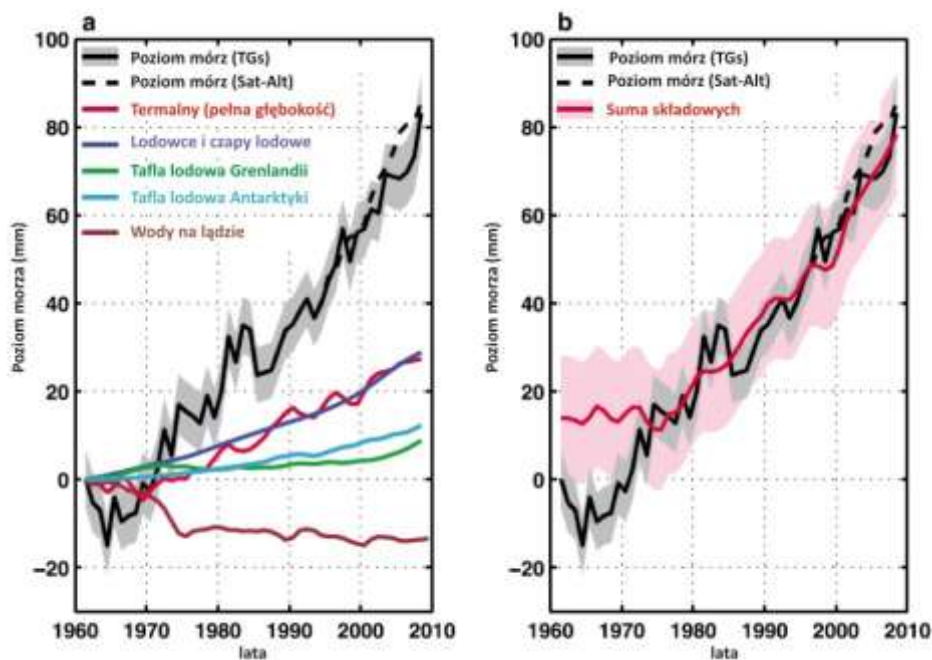 a
100
80
60
40
20
0
−20
Poziom morza (mm)
Poziom mórz (TGs)
Poziom mórz (Sat-Alt)
Termalny (pełna głębokość)
Lodowce i czapy lodowe
Tafla lodowa Grenlandii
Tafla lodowa Antarktyki
Wody na lądzie
1960 1970 1980 1990 2000 2010
lata
b
100
80
60
40
20
0
−20
Poziom morza (mm)
Poziom mórz (TGs)
Poziom mórz (Sat-Alt)
Suma składowych
1960 1970 1980 1990 2000 2010
lata